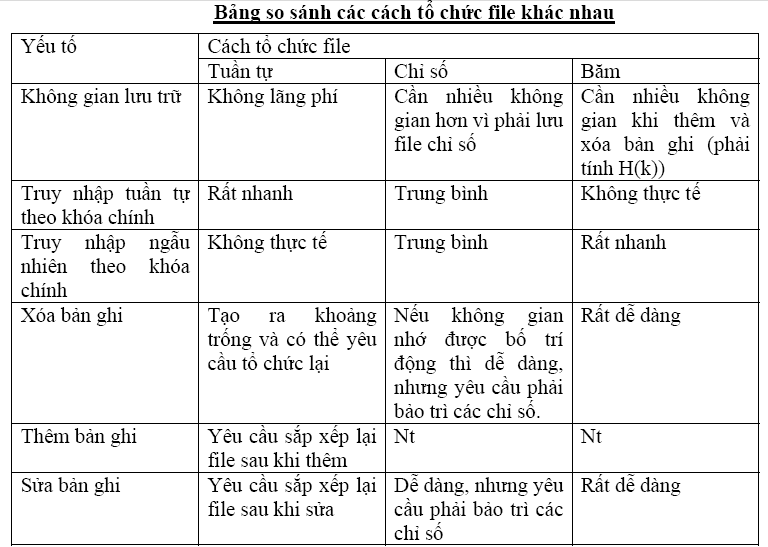 Bảng so sánh các cách tổ chức file khác nhau
Yếu tố
Cách tổ chức file
Tuần tự
Chỉ số
Băm
Không gian lưu trữ
Không lãng phí
Cần nhiều không
gian hơn vì phải lưu
file chỉ số
Cần nhiều không
gian khi thêm và
xóa bản ghi (phải
tính H(k))
Truy nhập tuần tự
theo khóa chính
Rất nhanh
Trung bình
Không thực tế
Truy nhập ngẫu
nhiên theo khóa
chính
Không thực tế
Trung bình
Rất nhanh
Xóa bản ghi
Tạo ra khoảng
trống và có thể yêu
cầu tổ chức lại
Nếu không gian
nhớ được bố trí
động thì dễ dàng,
nhưng yêu cầu phải
bảo trì các chỉ số.
Rất dễ dàng
Thêm bản ghi
Yêu cầu sắp xếp lại
file sau khi thêm
Nt
Nt
Sửa bản ghi
Yêu cầu sắp xếp lại
file sau khi sửa
Dễ dàng, nhưng yêu
cầu phải bảo trì các
chỉ số
Rất dễ dàng